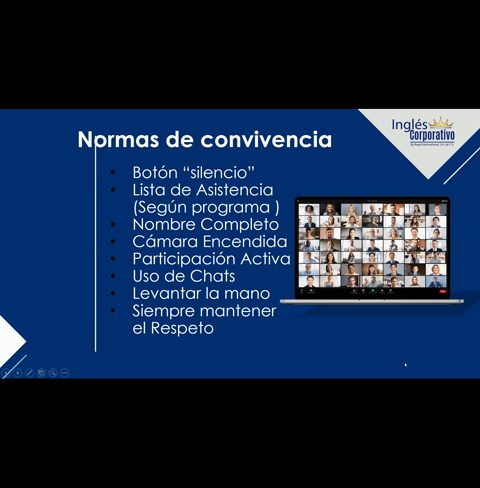 Inglés
Corporativo
Normas de convivencia
• Botón “silencio”
• Lista de Asistencia
(Según programa )
• Nombre Completo
• Cámara Encendida
• Participación Activa
• Uso de Chats
• Levantar la mano
• Siempre mantener
el Respeto